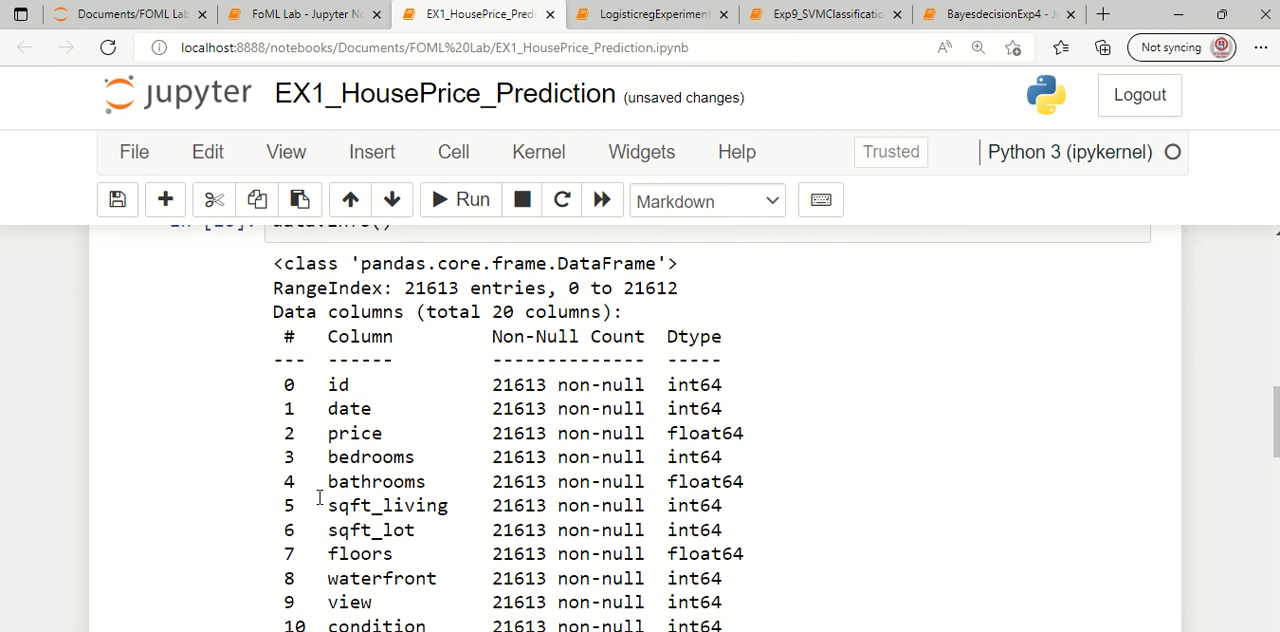 Documents/FOML Lab
FoML Lab - Jupyter No
EX1_HousePrice_Predi
LogisticregExperiment
Exp9_SVMClassificatio
BayesdecisionExp4 - J
localhost:8888/notebooks/Documents/FOML%20Lab/EX1_HousePrice_Prediction.ipynb
Not syncing
jupyter EX1_HousePrice_Prediction (unsaved changes)
Logout
File Edit View Insert Cell Kernel Widgets Help
Trusted
Python 3 (ipykernel)
Run
Markdown
data.info()
<class 'pandas.core.frame.DataFrame'>
RangeIndex: 21613 entries, 0 to 21612
Data columns (total 20 columns):
# Column Non-Null Count Dtype
--- ------ -------------- -----
0 id 21613 non-null int64
1 date 21613 non-null int64
2 price 21613 non-null float64
3 bedrooms 21613 non-null int64
4 bathrooms 21613 non-null float64
5 sqft_living 21613 non-null int64
6 sqft_lot 21613 non-null int64
7 floors 21613 non-null float64
8 waterfront 21613 non-null int64
9 view 21613 non-null int64
10 condition 21613 non-null int64